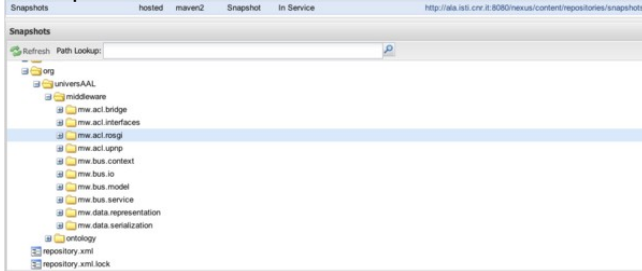 Snapshots hosted maven2 Snapshot In Service http://ala.isti.cnr.it:8080/nexus/content/repositories/snapshots
Snapshots
Refresh Path Lookup:
org
universAAL
middleware
mw.acl.bridge
mw.acl.interfaces
mw.acl.rosgi
mw.acl.upnp
mw.bus.context
mw.bus.io
mw.bus.model
mw.bus.service
mw.data.representation
mw.data.serialization
ontology
repository.xml
repository.xml.lock